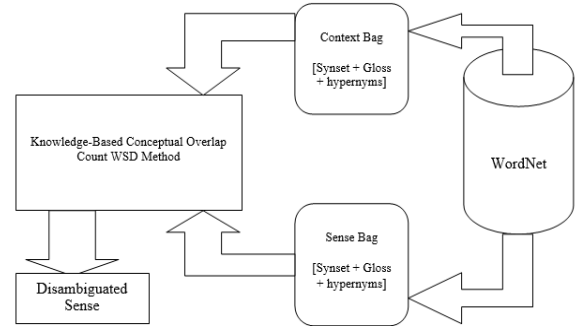 Context Bag
[Synset + Gloss
+ hypernyms]
Knowledge-Based Conceptual Overlap
Count WSD Method
WordNet
Sense Bag
[Synset + Gloss
+ hypernyms]
Disambiguated
Sense